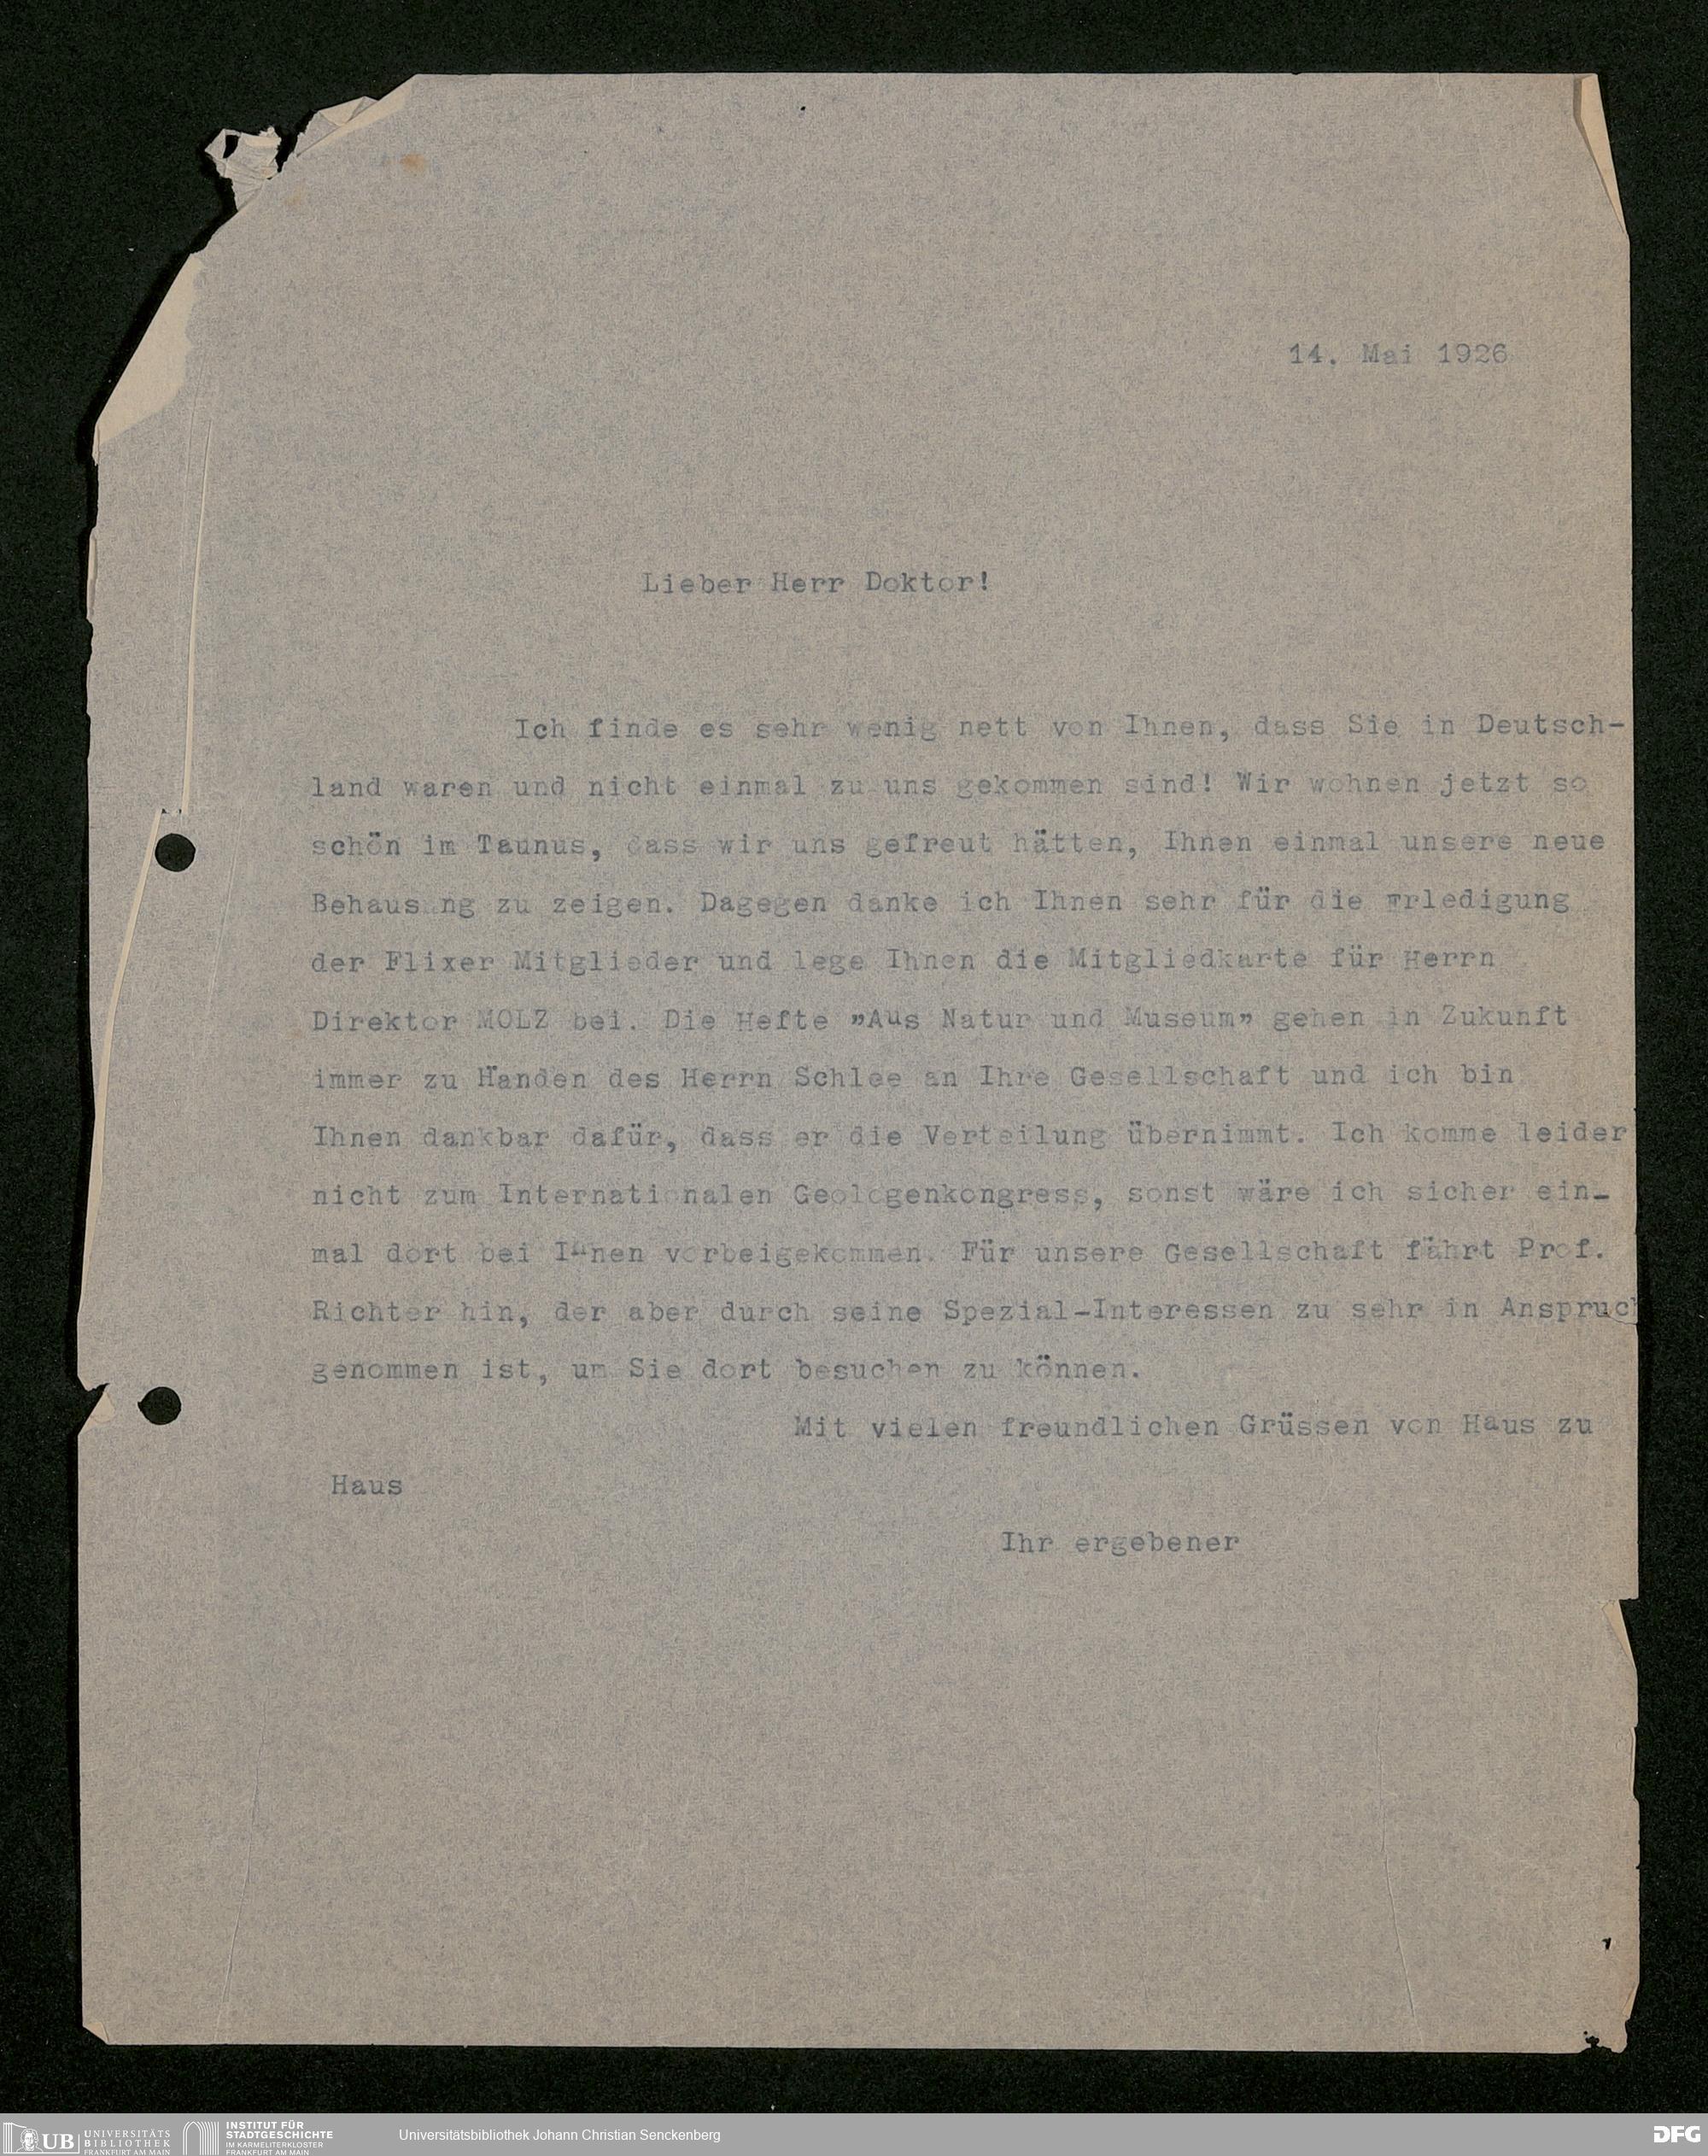 14. Mai 1926
Lieber Herr Doktor!
Ich finde es sehr wenig nett von Ihnen, dass Sie in Deutsch-
land waren und nicht einmal zu uns gekommen sind! Wir wohnen jetzt so
schön im Taunus, dass wir uns gefreut hätten, Ihnen einmal unsere neue
Behausung zu zeigen. Dagegen danke ich Ihnen sehr für die Erledigung
der Flixer Mitglieder und lege Ihnen die Mitgliedkarte für Herrn
Direktor MOLZ bei. Die Hefte "Aus Natur und Museum" gehen in Zukunft
immer zu Händen des Herrn Schlee an Ihre Gesellschaft und ich bin
Ihnen dankbar dafür, dass er die Verteilung übernimmt. Ich komme leider
nicht zum Internationalen Geologenkongress, sonst wäre ich sicher ein-
mal dort bei Ihnen vorbeigekommen. Für unsere Gesellschaft fährt Prof.
Richter hin, der aber durch seine Spezial-Interessen zu sehr in Anspruch
genommen ist, um Sie dort besuchen zu können.
Mit vielen freundlichen Grüssen von Haus zu
Haus
Ihr ergebener
UB UNIVERSITÄTS
BIBLIOTHEK
FRANKFURT AM MAIN
INSTITUT FÜR
STADTGESCHICHTE
IM KARMELITERKLOSTER
FRANKFURT AM MAIN
Universitätsbibliothek Johann Christian Senckenberg
DFG